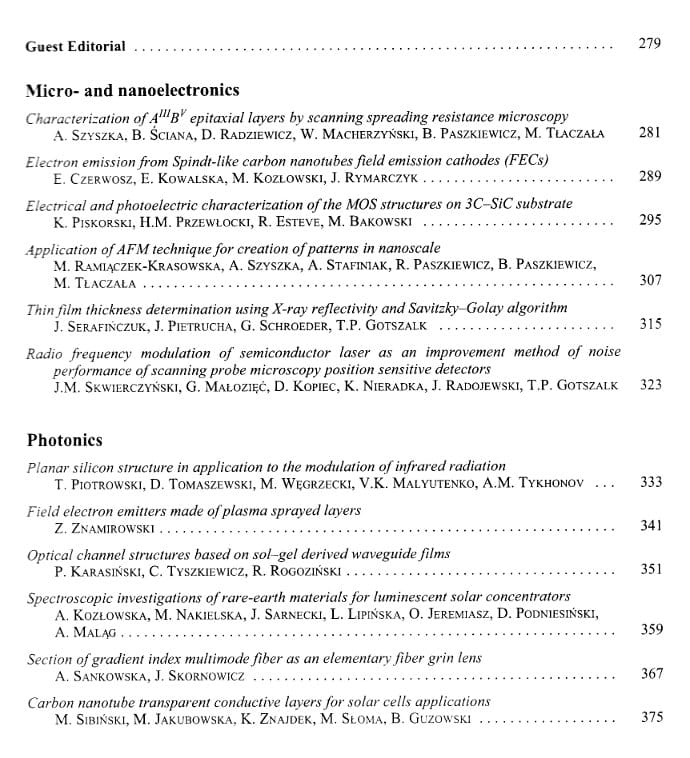 Guest Editorial ................................................................ 279
Micro- and nanoelectronics
Characterization of A^III B^V epitaxial layers by scanning spreading resistance microscopy
A. SZYSZKA, B. ŚCIANA, D. RADZIEWICZ, W. MACHERZYŃSKI, B. PASZKIEWICZ, M. TŁACZAŁA 281
Electron emission from Spindt-like carbon nanotubes field emission cathodes (FECs)
E. CZERWOSZ, E. KOWALSKA, M. KOZŁOWSKI, J. RYMARCZYK .......................... 289
Electrical and photoelectric characterization of the MOS structures on 3C–SiC substrate
K. PISKORSKI, H.M. PRZEWŁOCKI, R. ESTEVE, M. BAKOWSKI .......................... 295
Application of AFM technique for creation of patterns in nanoscale
M. RAMIĄCZEK-KRASOWSKA, A. SZYSZKA, A. STAFINIAK, R. PASZKIEWICZ, B. PASZKIEWICZ,
M. TŁACZAŁA ................................................................ 307
Thin film thickness determination using X-ray reflectivity and Savitzky–Golay algorithm
J. SERAFIŃCZUK, J. PIETRUCHA, G. SCHROEDER, T.P. GOTSZALK ........................ 315
Radio frequency modulation of semiconductor laser as an improvement method of noise
performance of scanning probe microscopy position sensitive detectors
J.M. SKWIERCZYŃSKI, G. MAŁOZIĘĆ, D. KOPIEC, K. NIERADKA, J. RADOJEWSKI, T.P. GOTSZALK 323
Photonics
Planar silicon structure in application to the modulation of infrared radiation
T. PIOTROWSKI, D. TOMASZEWSKI, M. WĘGRZECKI, V.K. MALYUTENKO, A.M. TYKHONOV ... 333
Field electron emitters made of plasma sprayed layers
Z. ZNAMIROWSKI .............................................................. 341
Optical channel structures based on sol–gel derived waveguide films
P. KARASIŃSKI, C. TYSZKIEWICZ, R. ROGOZIŃSKI .................................... 351
Spectroscopic investigations of rare-earth materials for luminescent solar concentrators
A. KOZŁOWSKA, M. NAKIELSKA, J. SARNECKI, L. LIPIŃSKA, O. JEREMIASZ, D. PODNIESIŃSKI,
A. MALĄG ................................................................... 359
Section of gradient index multimode fiber as an elementary fiber grin lens
A. SANKOWSKA, J. SKORNOWICZ ................................................. 367
Carbon nanotube transparent conductive layers for solar cells applications
M. SIBIŃSKI, M. JAKUBOWSKA, K. ZNAJDEK, M. SŁOMA, B. GUZOWSKI ................... 375